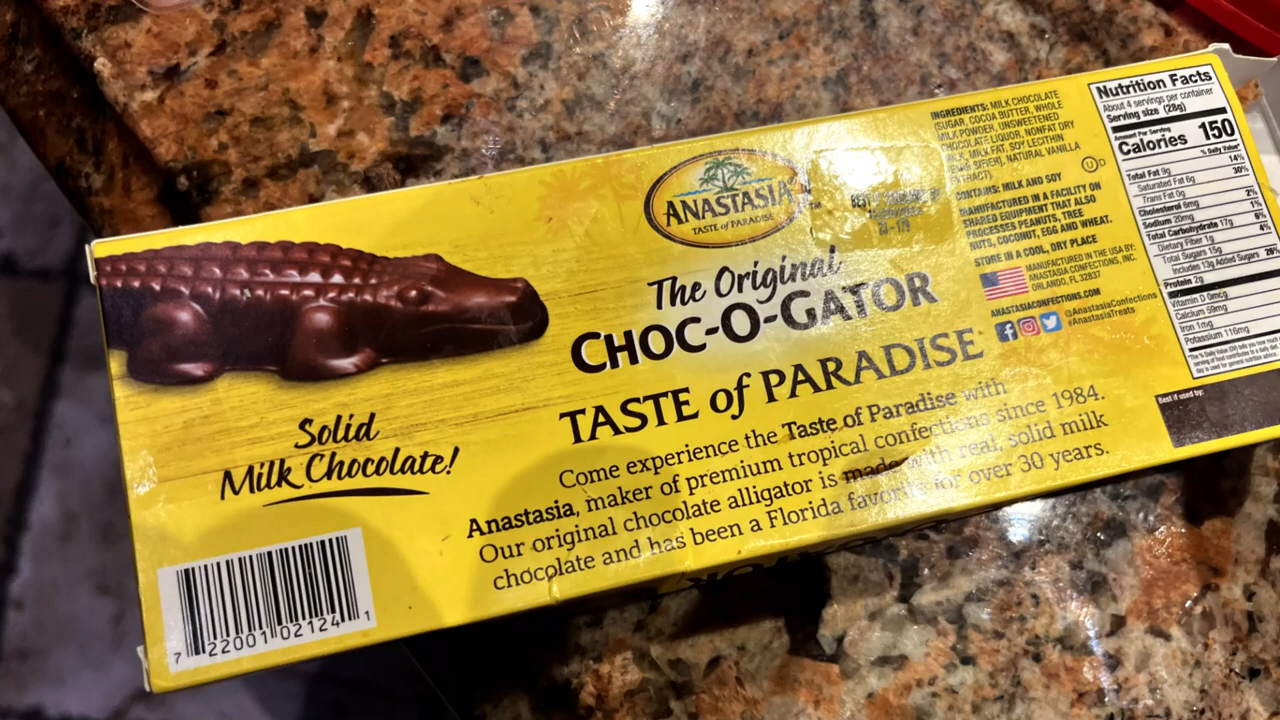 ANASTASIA
TASTE of PARADISE
The Original
CHOC-O-GATOR
TASTE of PARADISE
Solid
Milk Chocolate!
Come experience the Taste of Paradise with
Anastasia, maker of premium tropical confections since 1984.
Our original chocolate alligator is made with real, solid milk
chocolate and has been a Florida favorite for over 30 years.
7 22001 02124 1
INGREDIENTS: MILK CHOCOLATE
(SUGAR, COCOA BUTTER, WHOLE
MILK POWDER, UNSWEETENED
CHOCOLATE LIQUOR, NONFAT DRY
MILK, MILK FAT, SOY LECITHIN
NATURAL VANILLA
CONTAINS: MILK AND SOY
MANUFACTURED IN A FACILITY ON
SHARED EQUIPMENT THAT ALSO
PROCESSES PEANUTS, TREE
NUTS, COCONUT, EGG AND WHEAT.
STORE IN A COOL, DRY PLACE
MANUFACTURED IN THE USA BY:
ANASTASIA CONFECTIONS, INC.
ORLANDO, FL 32837
ANASTASIACONFECTIONS.COM
@AnastasiaConfections
#AnastasiaTreats
Nutrition Facts
About 4 servings per container
Serving size (28g)
Amount Per Serving
Calories 150
% Daily Value*
Total Fat 9g 14%
Saturated Fat 6g 30%
Trans Fat 0g
Cholesterol 6mg 2%
Sodium 20mg 1%
Total Carbohydrate 17g 6%
Dietary Fiber 1g 4%
Total Sugars 15g
Includes 13g Added Sugars 26%
Protein 2g
Vitamin D 0mcg
Calcium 59mg
Iron 1mg
Potassium 116mg
Best if used by: